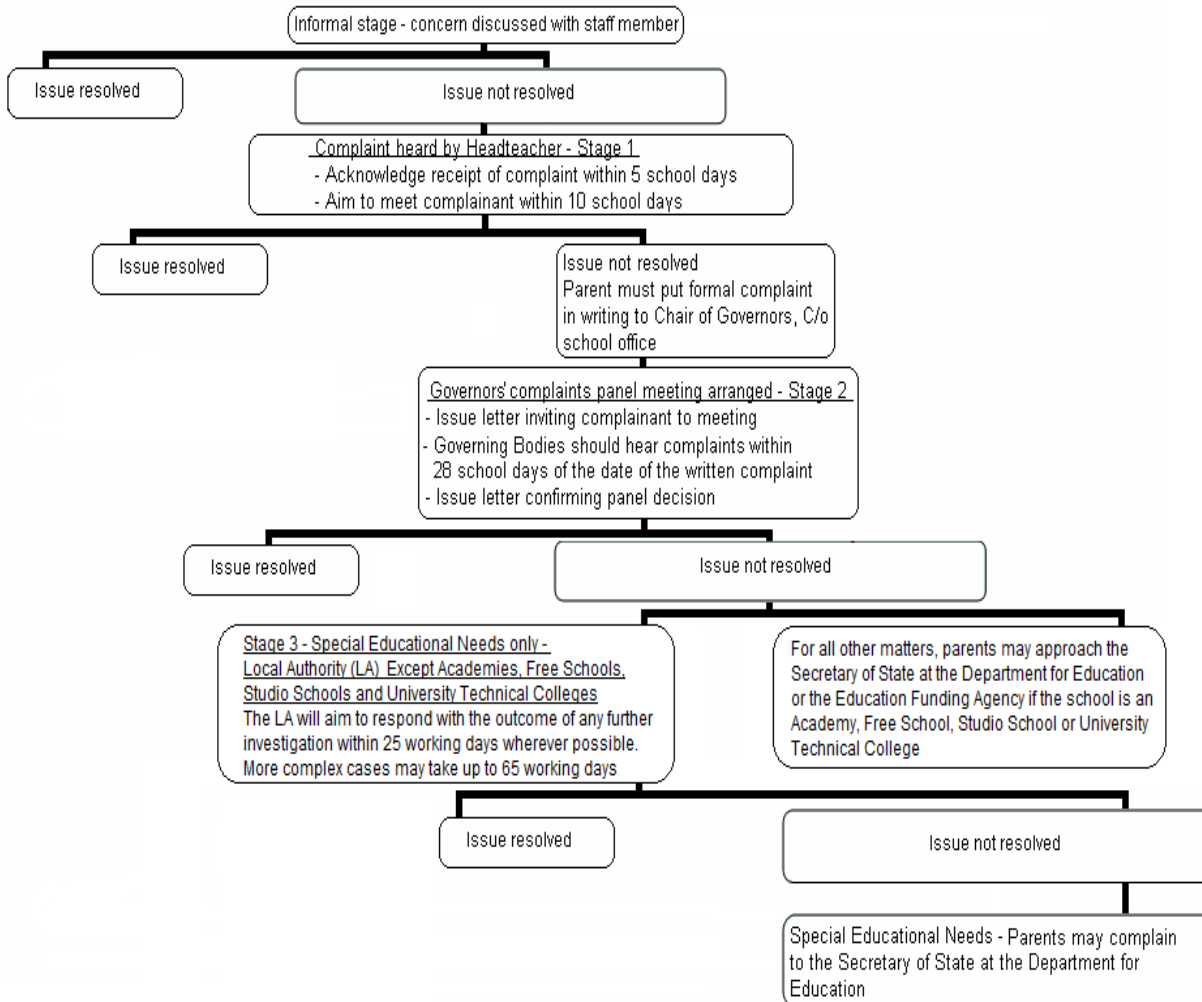 Informal stage - concern discussed with staff member
Issue resolved
Issue not resolved
Complaint heard by Headteacher - Stage 1
- Acknowledge receipt of complaint within 5 school days
- Aim to meet complainant within 10 school days
Issue resolved
Issue not resolved
Parent must put formal complaint
in writing to Chair of Governors, C/o
school office
Governors' complaints panel meeting arranged - Stage 2
- Issue letter inviting complainant to meeting
- Governing Bodies should hear complaints within
28 school days of the date of the written complaint
- Issue letter confirming panel decision
Issue resolved
Issue not resolved
Stage 3 - Special Educational Needs only -
Local Authority (LA) Except Academies, Free Schools,
Studio Schools and University Technical Colleges
The LA will aim to respond with the outcome of any further
investigation within 25 working days wherever possible.
More complex cases may take up to 65 working days
For all other matters, parents may approach the
Secretary of State at the Department for Education
or the Education Funding Agency if the school is an
Academy, Free School, Studio School or University
Technical College
Issue resolved
Issue not resolved
Special Educational Needs - Parents may complain
to the Secretary of State at the Department for
Education